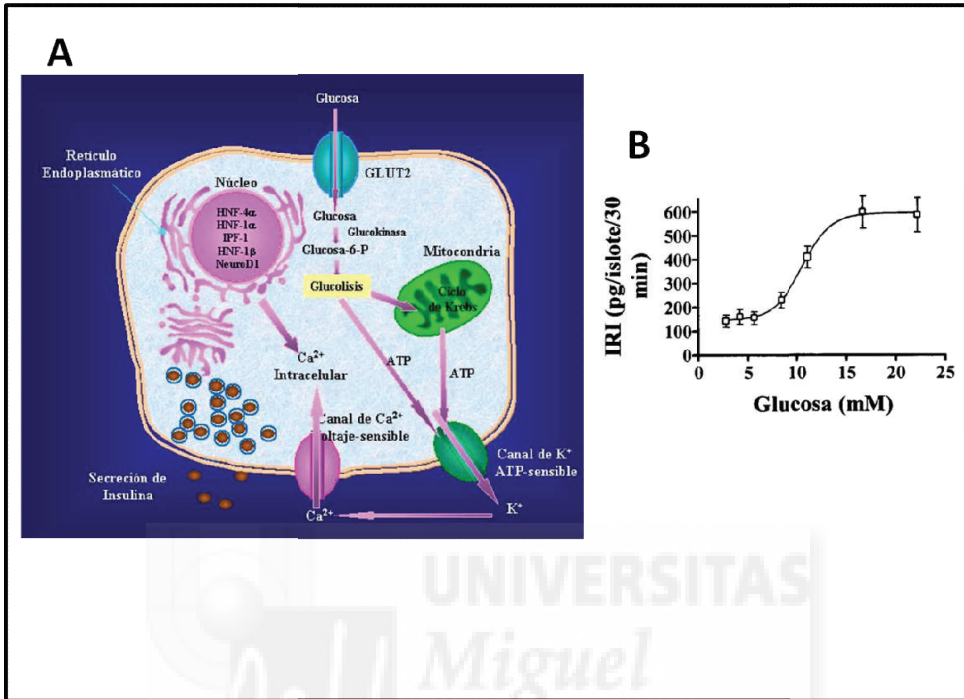 A
Glucosa
Retículo
Endoplasmático
GLUT2
Núcleo
HNF-4α
HNF-1α
IPF-1
HNF-1β
NeuroD1
Glucosa
Glucokinasa
Glucosa-6-P
Mitocondria
Glucolisis
Ciclo
de Krebs
Ca²⁺
Intracelular
ATP
ATP
Canal de Ca²⁺
voltaje-sensible
Canal de K⁺
ATP-sensible
Secreción de
Insulina
Ca²⁺
K⁺
B
IRI (pg/islote/30
min)
600
500
400
300
200
100
0
0 5 10 15 20 25
Glucosa (mM)
UNIVERSITAS
Miguel